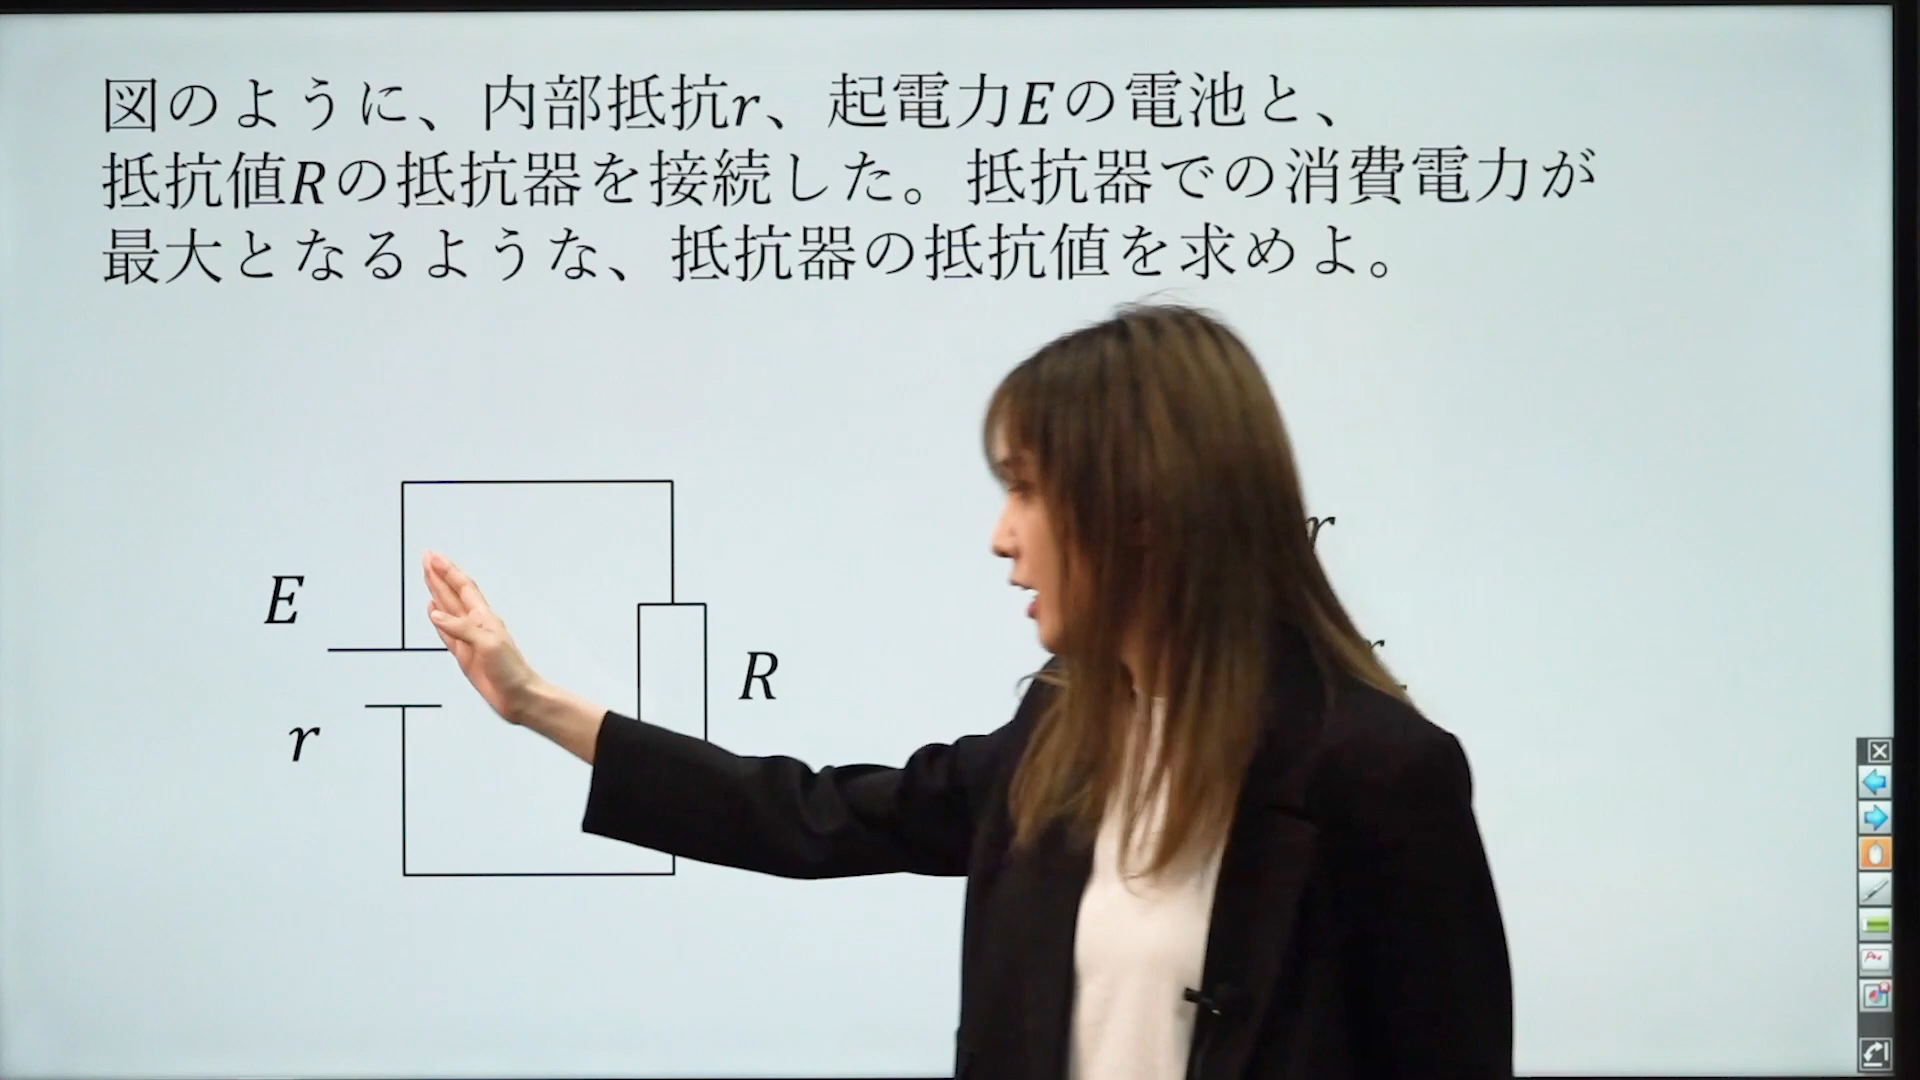 図のように、内部抵抗r、起電力Eの電池と、
抵抗値Rの抵抗器を接続した。抵抗器での消費電力が
最大となるような、抵抗器の抵抗値を求めよ。
E
r
R
r